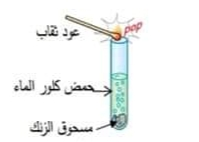 عود ثقاب
pop
حمض كلور الماء
مسحوق الزنك